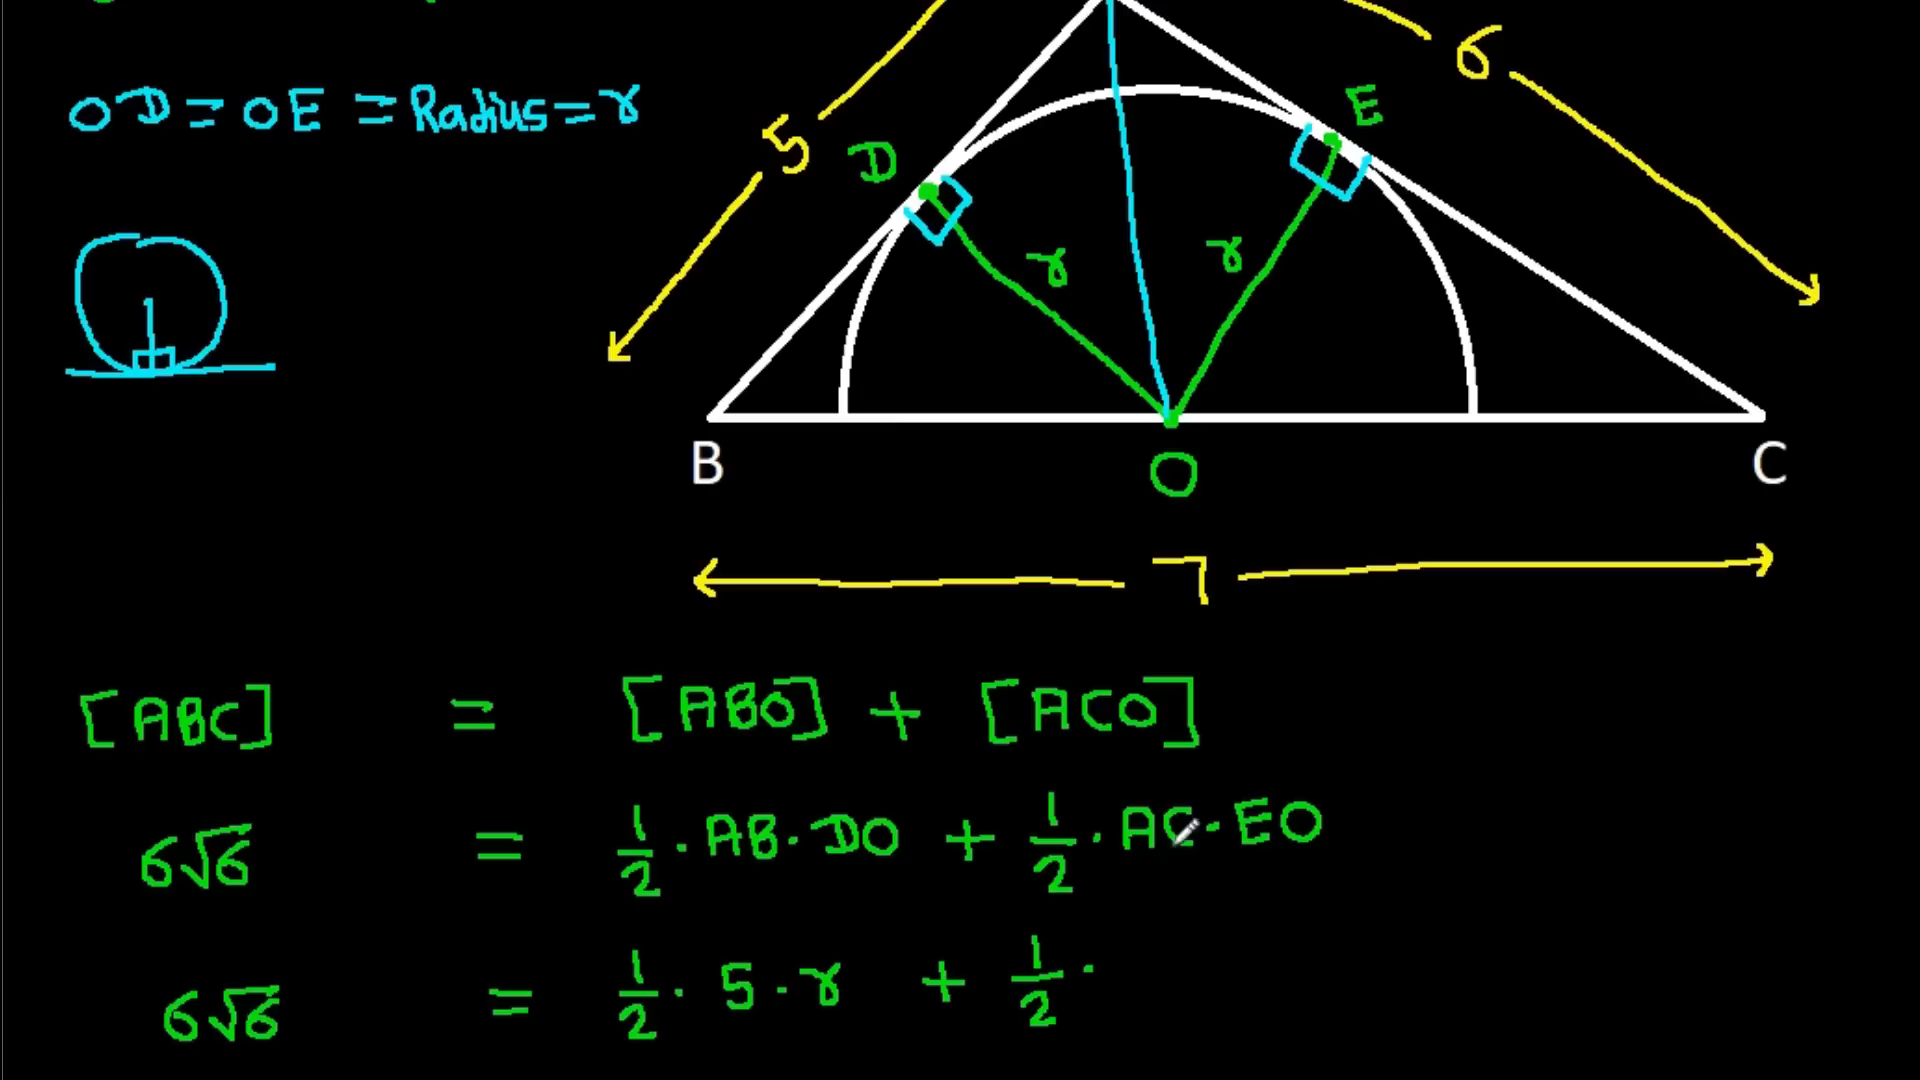 6
OD = OE = Radius = r
5
D
E
r
r
B
O
C
7
[ABC] = [ABO] + [ACO]
6√6 = 1/2 · AB · DO + 1/2 · AC · EO
6√6 = 1/2 · 5 · r + 1/2 ·